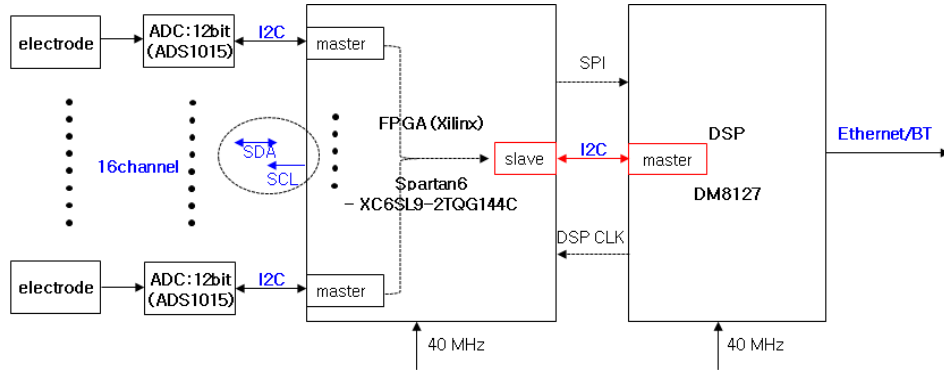 electrode
ADC:12bit
(ADS1015)
I2C
master
SPI
FPGA (Xilinx)
DSP
Ethernet/BT
16channel
SDA
SCL
slave
I2C
master
Spartan6
- XC6SL9-2TQG144C
DM8127
DSP CLK
electrode
ADC:12bit
(ADS1015)
I2C
master
40 MHz
40 MHz